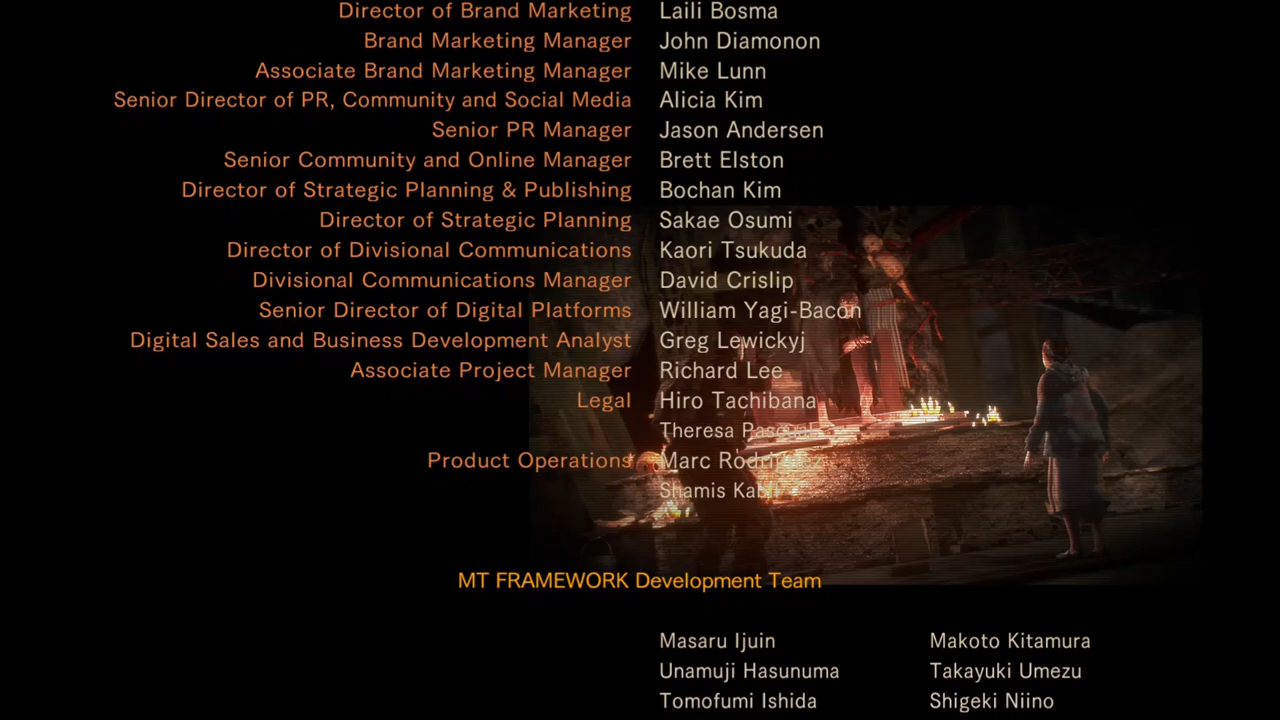 Director of Brand Marketing Laili Bosma
Brand Marketing Manager John Diamonon
Associate Brand Marketing Manager Mike Lunn
Senior Director of PR, Community and Social Media Alicia Kim
Senior PR Manager Jason Andersen
Senior Community and Online Manager Brett Elston
Director of Strategic Planning & Publishing Bochan Kim
Director of Strategic Planning Sakae Osumi
Director of Divisional Communications Kaori Tsukuda
Divisional Communications Manager David Crislip
Senior Director of Digital Platforms William Yagi-Bacon
Digital Sales and Business Development Analyst Greg Lewickyj
Associate Project Manager Richard Lee
Legal Hiro Tachibana
Theresa Pascual
Product Operations Marc Rodriguez
Shamis
MT FRAMEWORK Development Team
Masaru Ijuin Makoto Kitamura
Unamuji Hasunuma Takayuki Umezu
Tomofumi Ishida Shigeki Niino